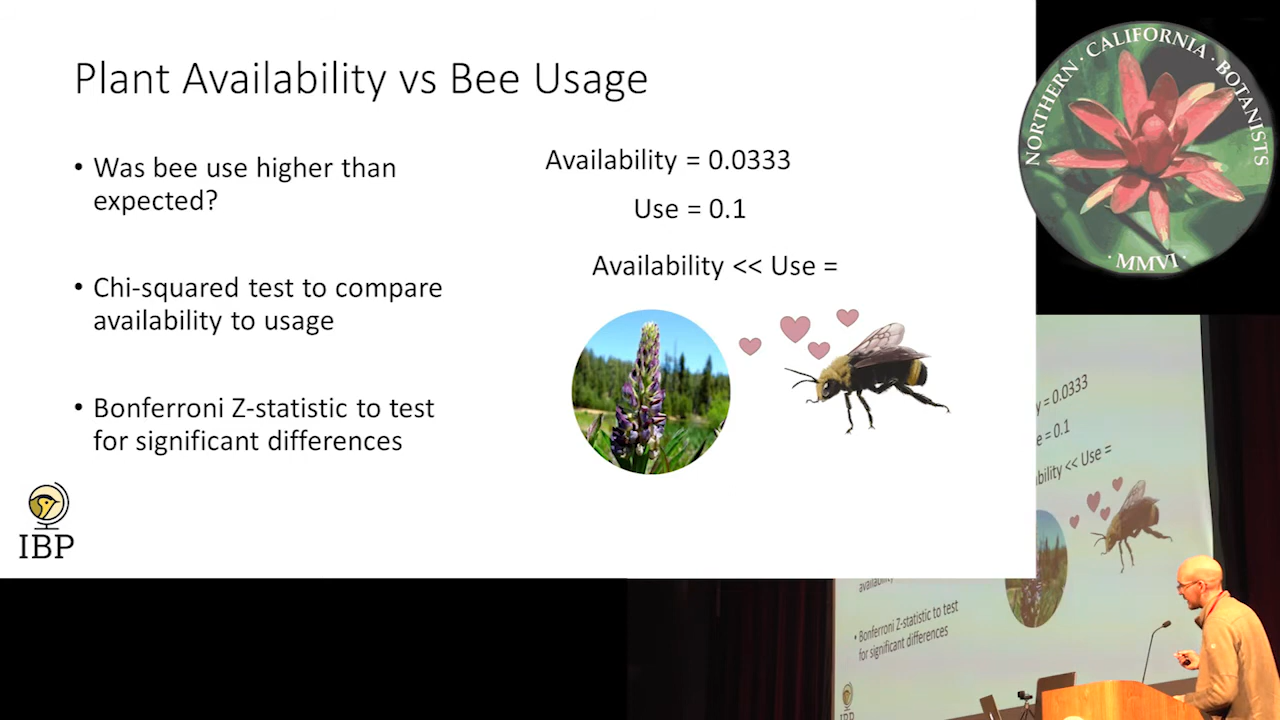 Plant Availability vs Bee Usage
• Was bee use higher than
expected?
• Chi-squared test to compare
availability to usage
• Bonferroni Z-statistic to test
for significant differences
IBP
Availability = 0.0333
Use = 0.1
Availability << Use =
NORTHERN · CALIFORNIA · BOTANISTS
· MMVI ·
y = 0.0333
e = 0.1
bility << Use =
• Bonferroni Z-statistic to test
for significant differences
IBP